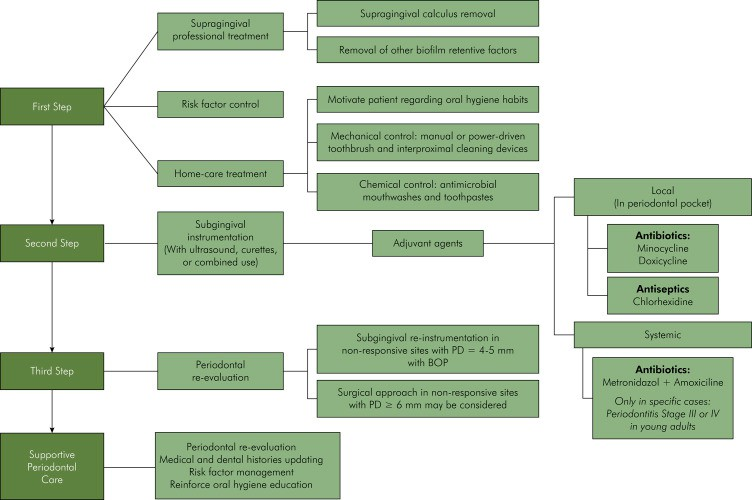 First Step
Supragingival
professional treatment
Supragingival calculus removal
Removal of other biofilm retentive factors
Risk factor control
Home-care treatment
Motivate patient regarding oral hygiene habits
Mechanical control: manual or power-driven
toothbrush and interproximal cleaning devices
Chemical control: antimicrobial
mouthwashes and toothpastes
Second Step
Subgingival
instrumentation
(With ultrasound, curettes,
or combined use)
Adjuvant agents
Local
(In periodontal pocket)
Antibiotics:
Minocycline
Doxicycline
Antiseptics
Chlorhexidine
Systemic
Antibiotics:
Metronidazol + Amoxiciline
Only in specific cases:
Periodontitis Stage III or IV
in young adults
Third Step
Periodontal
re-evaluation
Subgingival re-instrumentation in
non-responsive sites with PD = 4-5 mm
with BOP
Surgical approach in non-responsive sites
with PD ≥ 6 mm may be considered
Supportive
Periodontal
Care
Periodontal re-evaluation
Medical and dental histories updating
Risk factor management
Reinforce oral hygiene education